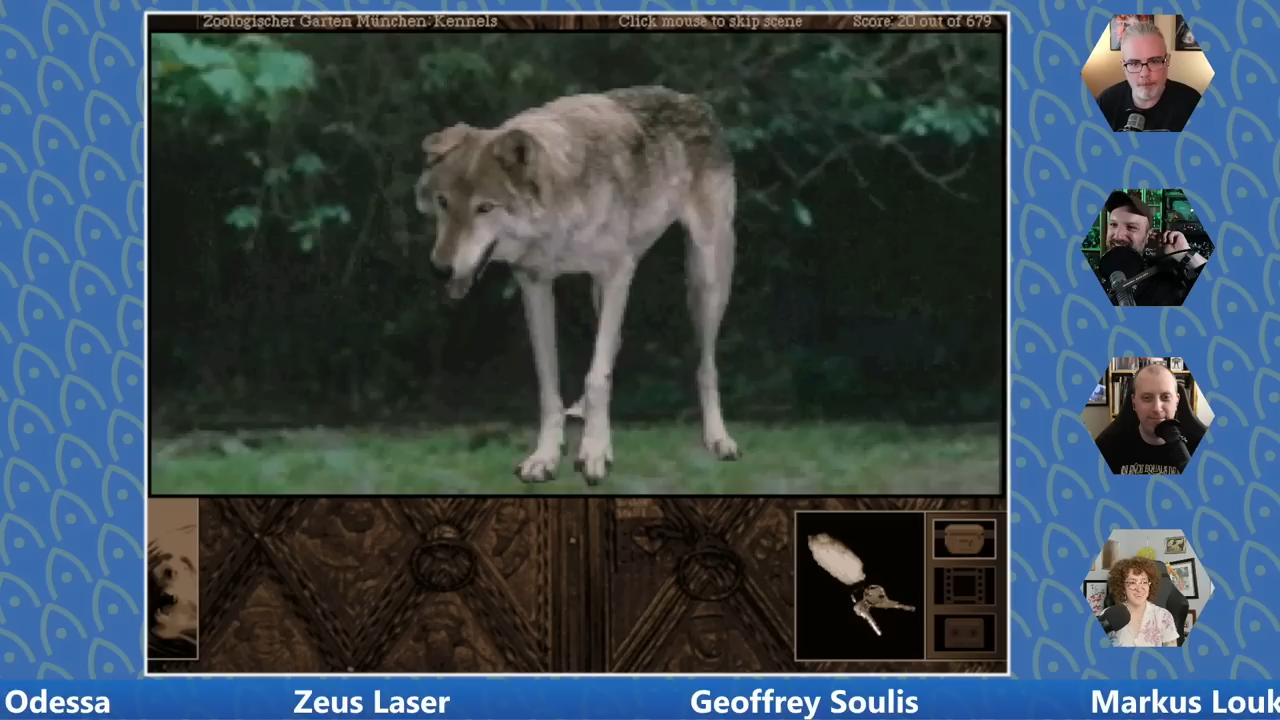 Zoologischer Garten München: Kennels
Click mouse to skip scene
Score: 20 out of 679
Odessa
Zeus Laser
Geoffrey Soulis
Markus Louk